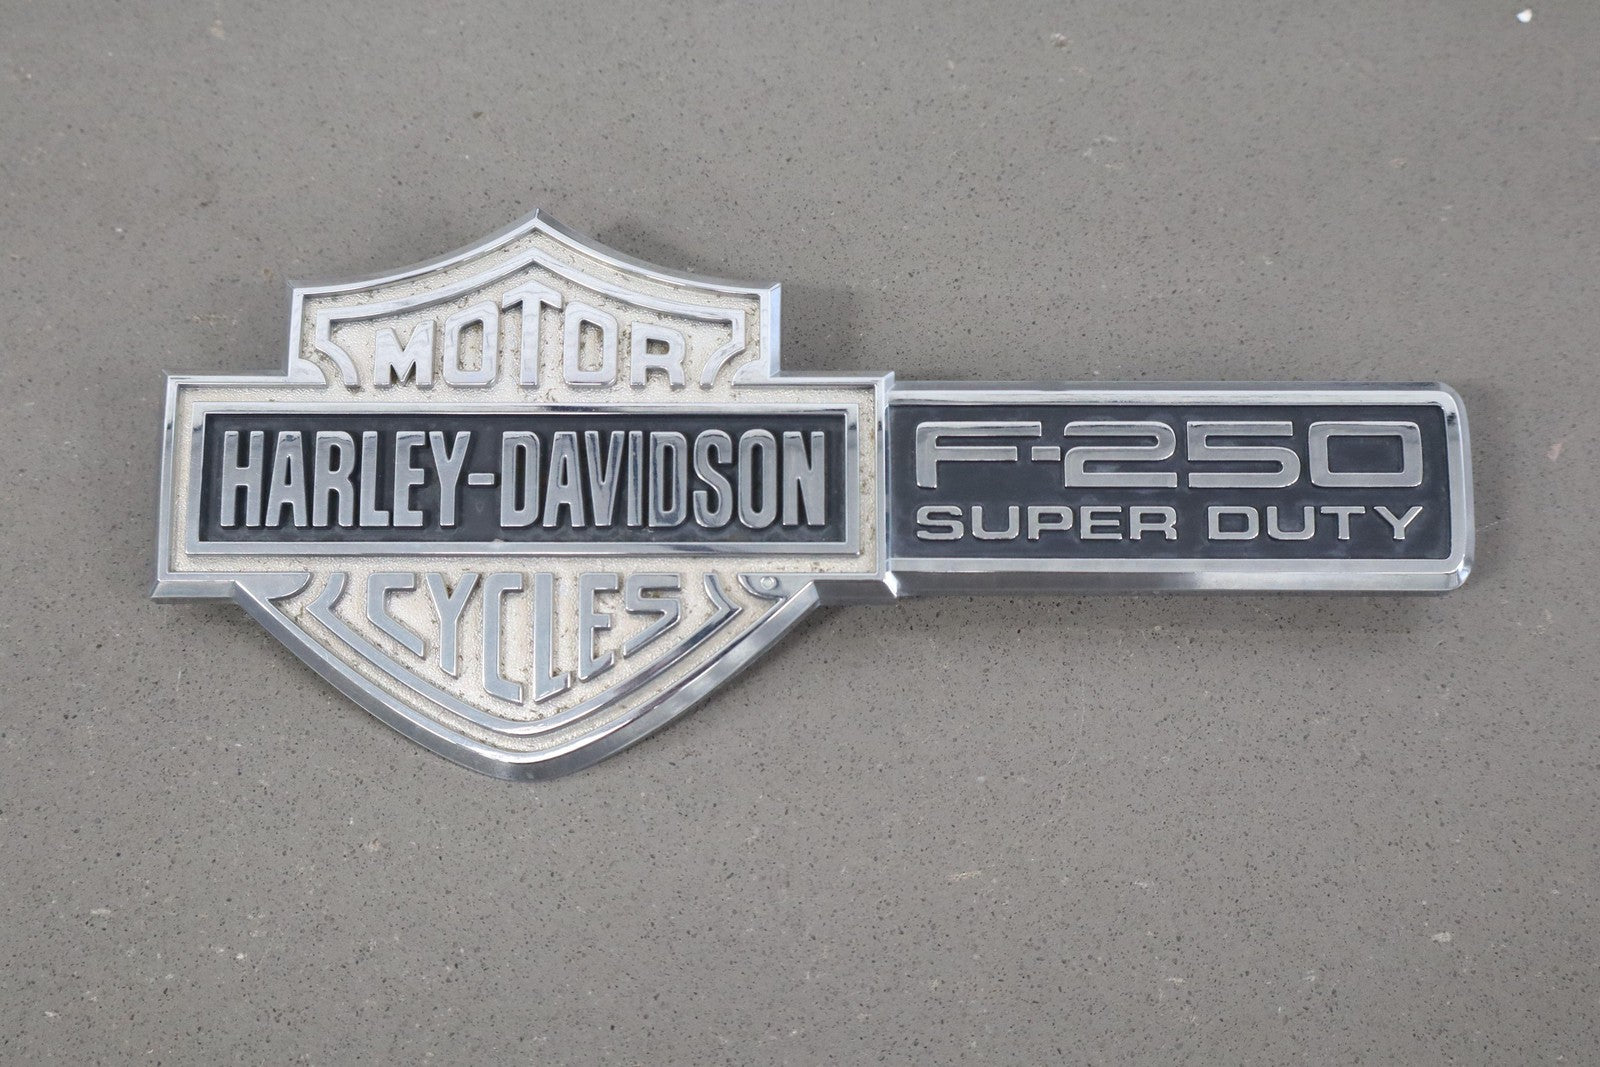 MOTOR
HARLEY-DAVIDSON
CYCLES
F-250
SUPER DUTY